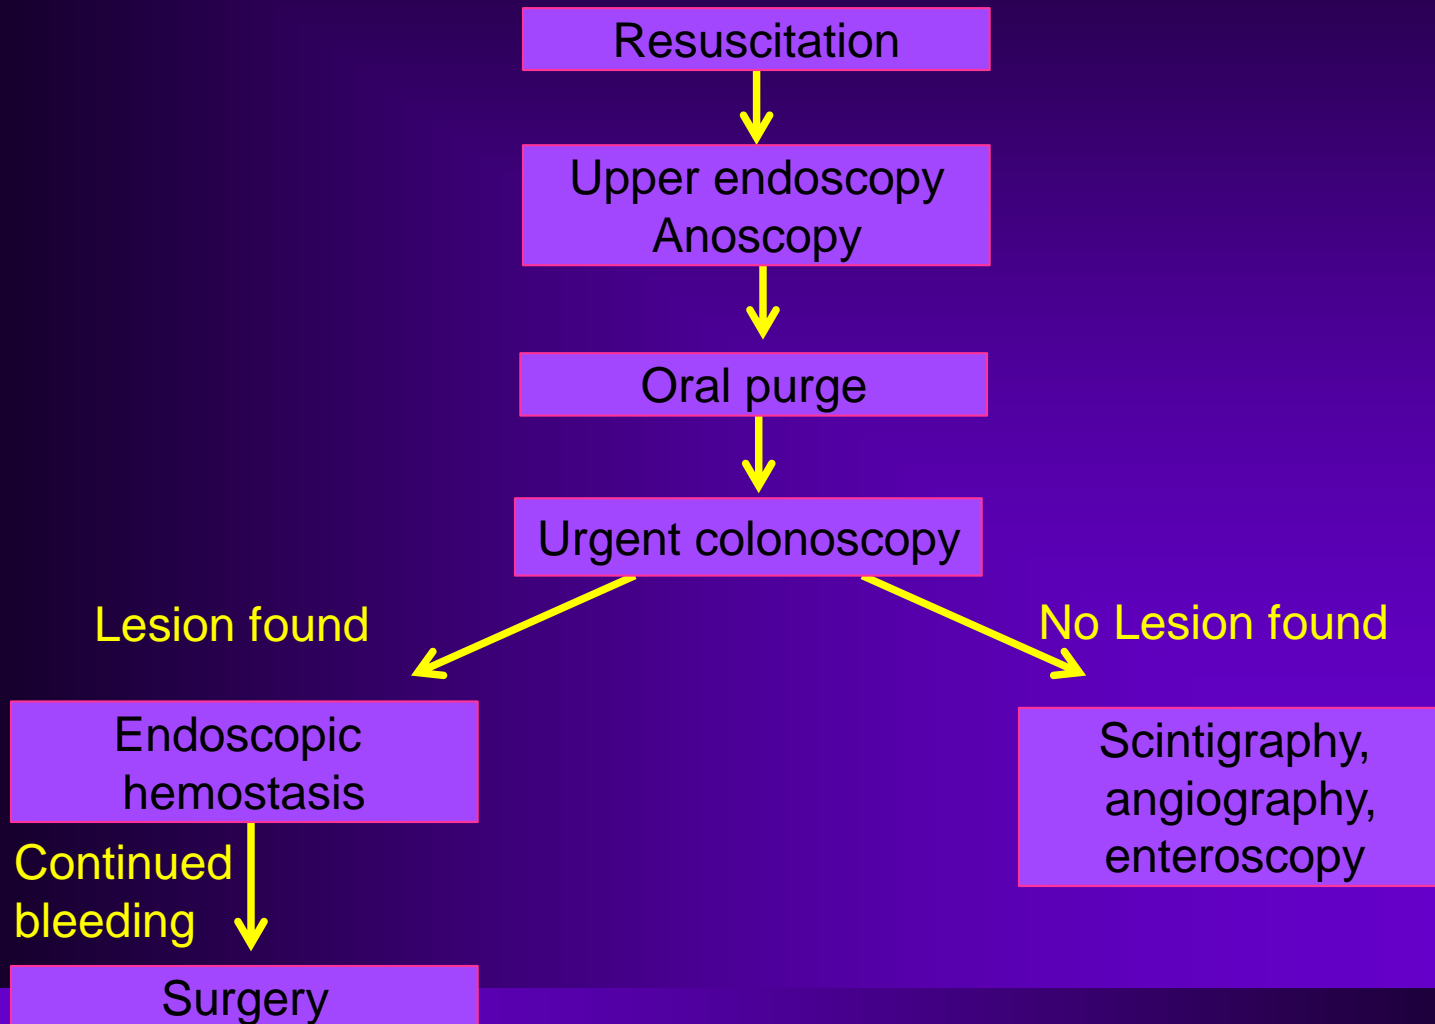 Resuscitation
Upper endoscopy
Anoscopy
Oral purge
Urgent colonoscopy
Lesion found
No Lesion found
Endoscopic
hemostasis
Scintigraphy,
angiography,
enteroscopy
Continued
bleeding
Surgery